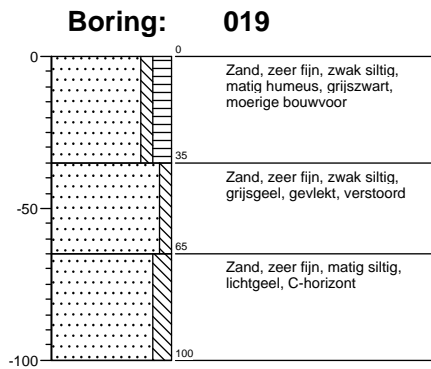 Boring: 019
0
0
Zand, zeer fijn, zwak siltig,
matig humeus, grijszwart,
moerige bouwvoor
35
Zand, zeer fijn, zwak siltig,
grijsgeel, gevlekt, verstoord
-50
65
Zand, zeer fijn, matig siltig,
lichtgeel, C-horizont
-100
100